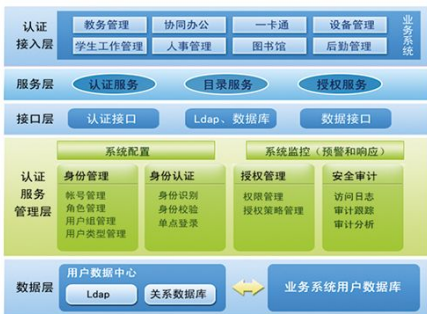 认证
接入层
教务管理 协同办公 一卡通 设备管理
学生工作管理 人事管理 图书馆 后勤管理
业务系统
服务层 认证服务 目录服务 授权服务
接口层 认证接口 Ldap、数据库 数据接口
认证
服务
管理层
系统配置 系统监控（预警和响应）
身份管理
帐号管理
角色管理
用户组管理
用户类型管理
身份认证
身份识别
身份校验
单点登录
授权管理
权限管理
授权策略管理
安全审计
访问日志
审计跟踪
审计分析
数据层
用户数据中心
Ldap 关系数据库
业务系统用户数据库